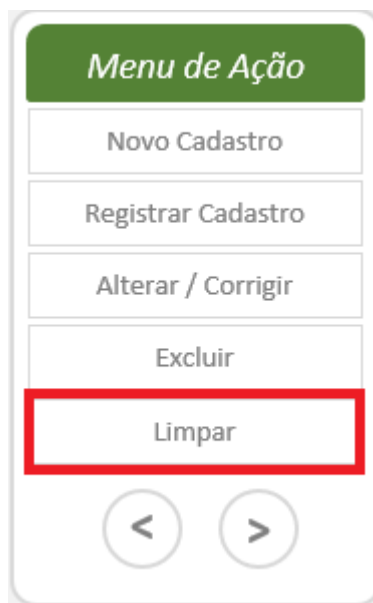 Menu de Ação
Novo Cadastro
Registrar Cadastro
Alterar / Corrigir
Excluir
Limpar
< >